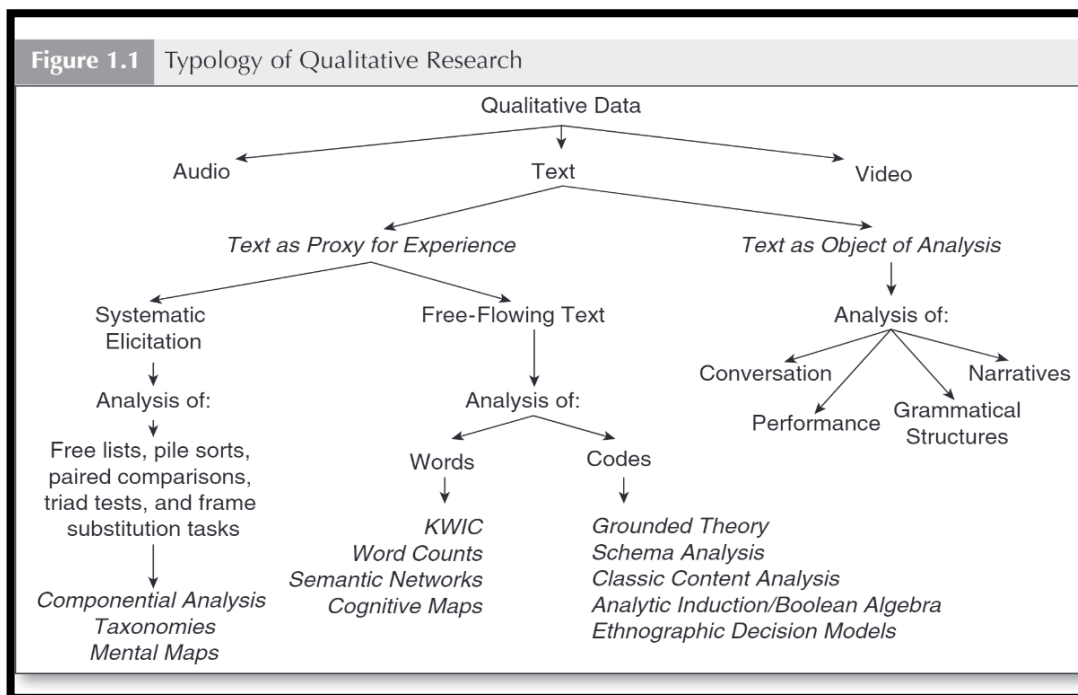 Figure 1.1 Typology of Qualitative Research
Qualitative Data
Audio
Text
Video
Text as Proxy for Experience
Text as Object of Analysis
Systematic
Elicitation
Free-Flowing Text
Analysis of:
Conversation
Narratives
Performance
Grammatical
Structures
Analysis of:
Analysis of:
Free lists, pile sorts,
paired comparisons,
triad tests, and frame
substitution tasks
Words
Codes
KWIC
Word Counts
Semantic Networks
Cognitive Maps
Grounded Theory
Schema Analysis
Classic Content Analysis
Analytic Induction/Boolean Algebra
Ethnographic Decision Models
Componential Analysis
Taxonomies
Mental Maps